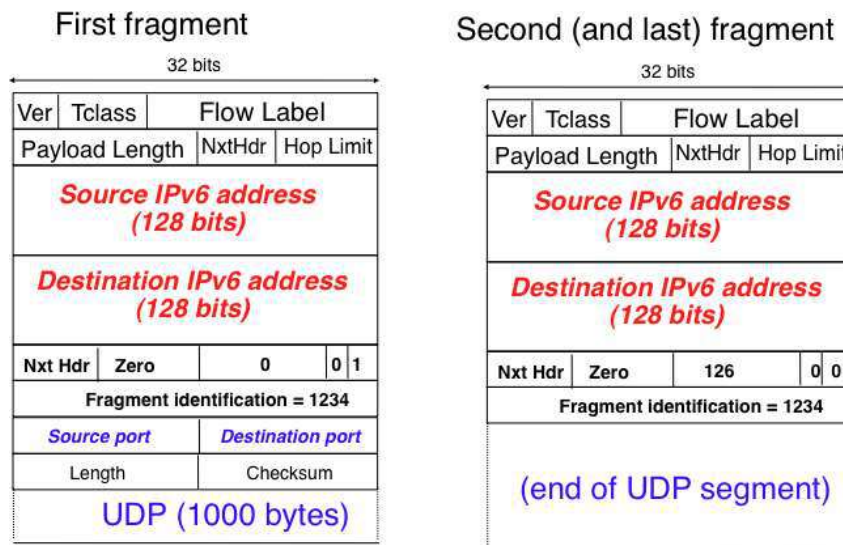 First fragment
32 bits
Ver Tclass Flow Label
Payload Length NxtHdr Hop Limit
Source IPv6 address
(128 bits)
Destination IPv6 address
(128 bits)
Nxt Hdr Zero 0 0 1
Fragment identification = 1234
Source port Destination port
Length Checksum
UDP (1000 bytes)
Second (and last) fragment
32 bits
Ver Tclass Flow Label
Payload Length NxtHdr Hop Limit
Source IPv6 address
(128 bits)
Destination IPv6 address
(128 bits)
Nxt Hdr Zero 126 0 0
Fragment identification = 1234
(end of UDP segment)